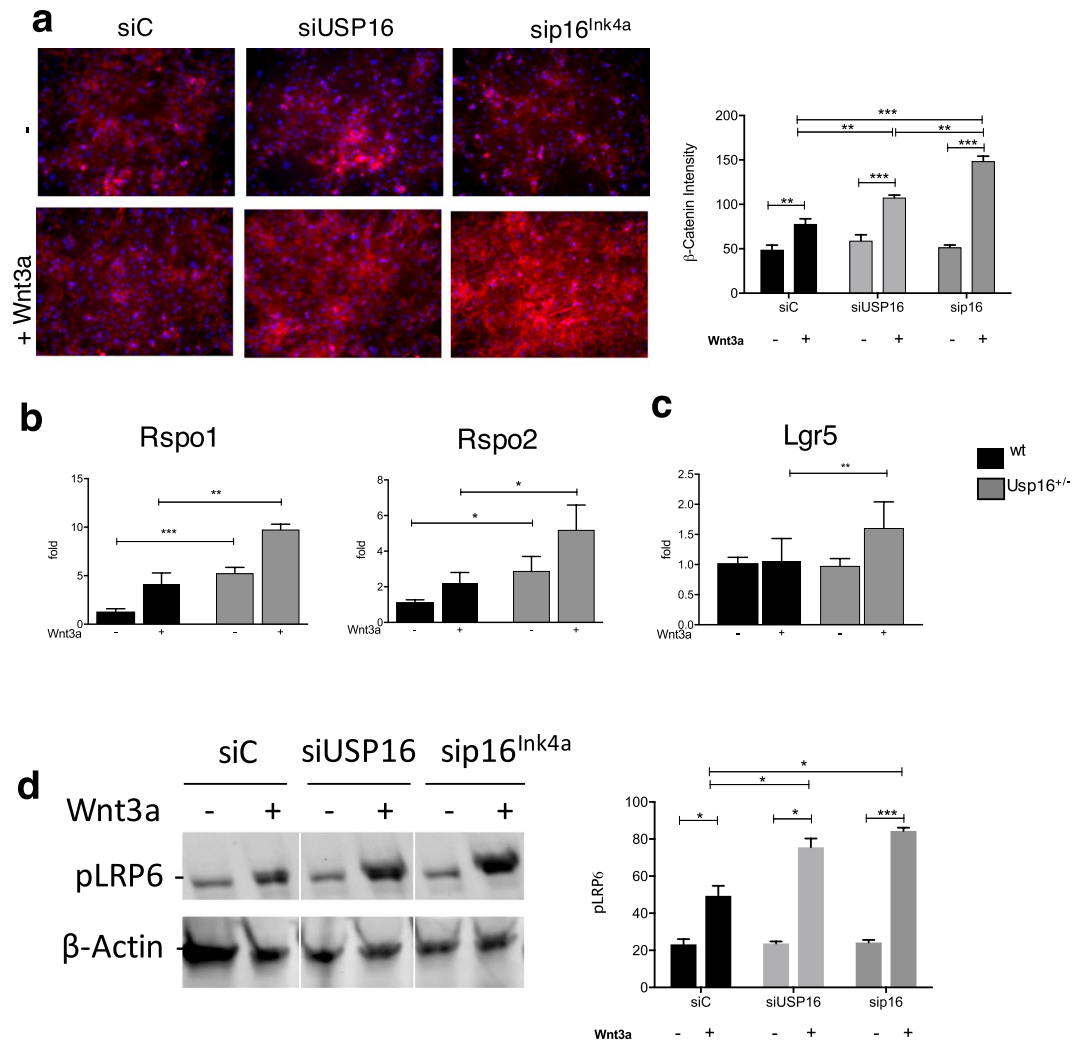 a
siC siUSP16 sip16Ink4a
-
+ Wnt3a
β-Catenin Intensity
200
150
100
50
0
***
** **
** *** ***
siC siUSP16 sip16
Wnt3a - + - + - +
b
Rspo1
fold
15
10
5
0
**
***
Wnt3a - + - +
Rspo2
fold
8
6
4
2
0
*
*
Wnt3a - + - +
c
Lgr5
fold
2.5
2.0
1.5
1.0
0.5
0.0
**
Wnt3a - + - +
wt
Usp16+/-
d
siC siUSP16 sip16Ink4a
Wnt3a - + - + - +
pLRP6
β-Actin
pLRP6
100
80
60
40
20
0
*
*
* * ***
siC siUSP16 sip16
Wnt3a - + - + - +